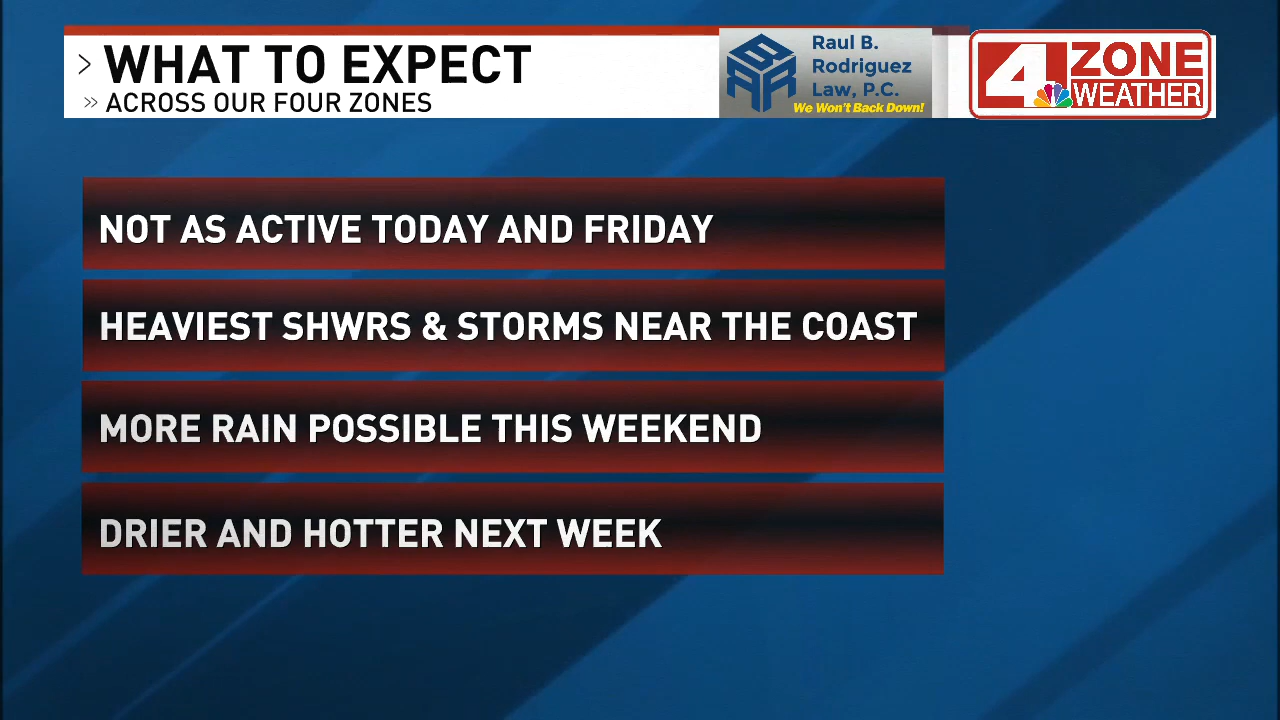 > WHAT TO EXPECT
>> ACROSS OUR FOUR ZONES
Raul B.
Rodriguez
Law, P.C.
We Won't Back Down!
4 ZONE
WEATHER
NOT AS ACTIVE TODAY AND FRIDAY
HEAVIEST SHWRS & STORMS NEAR THE COAST
MORE RAIN POSSIBLE THIS WEEKEND
DRIER AND HOTTER NEXT WEEK